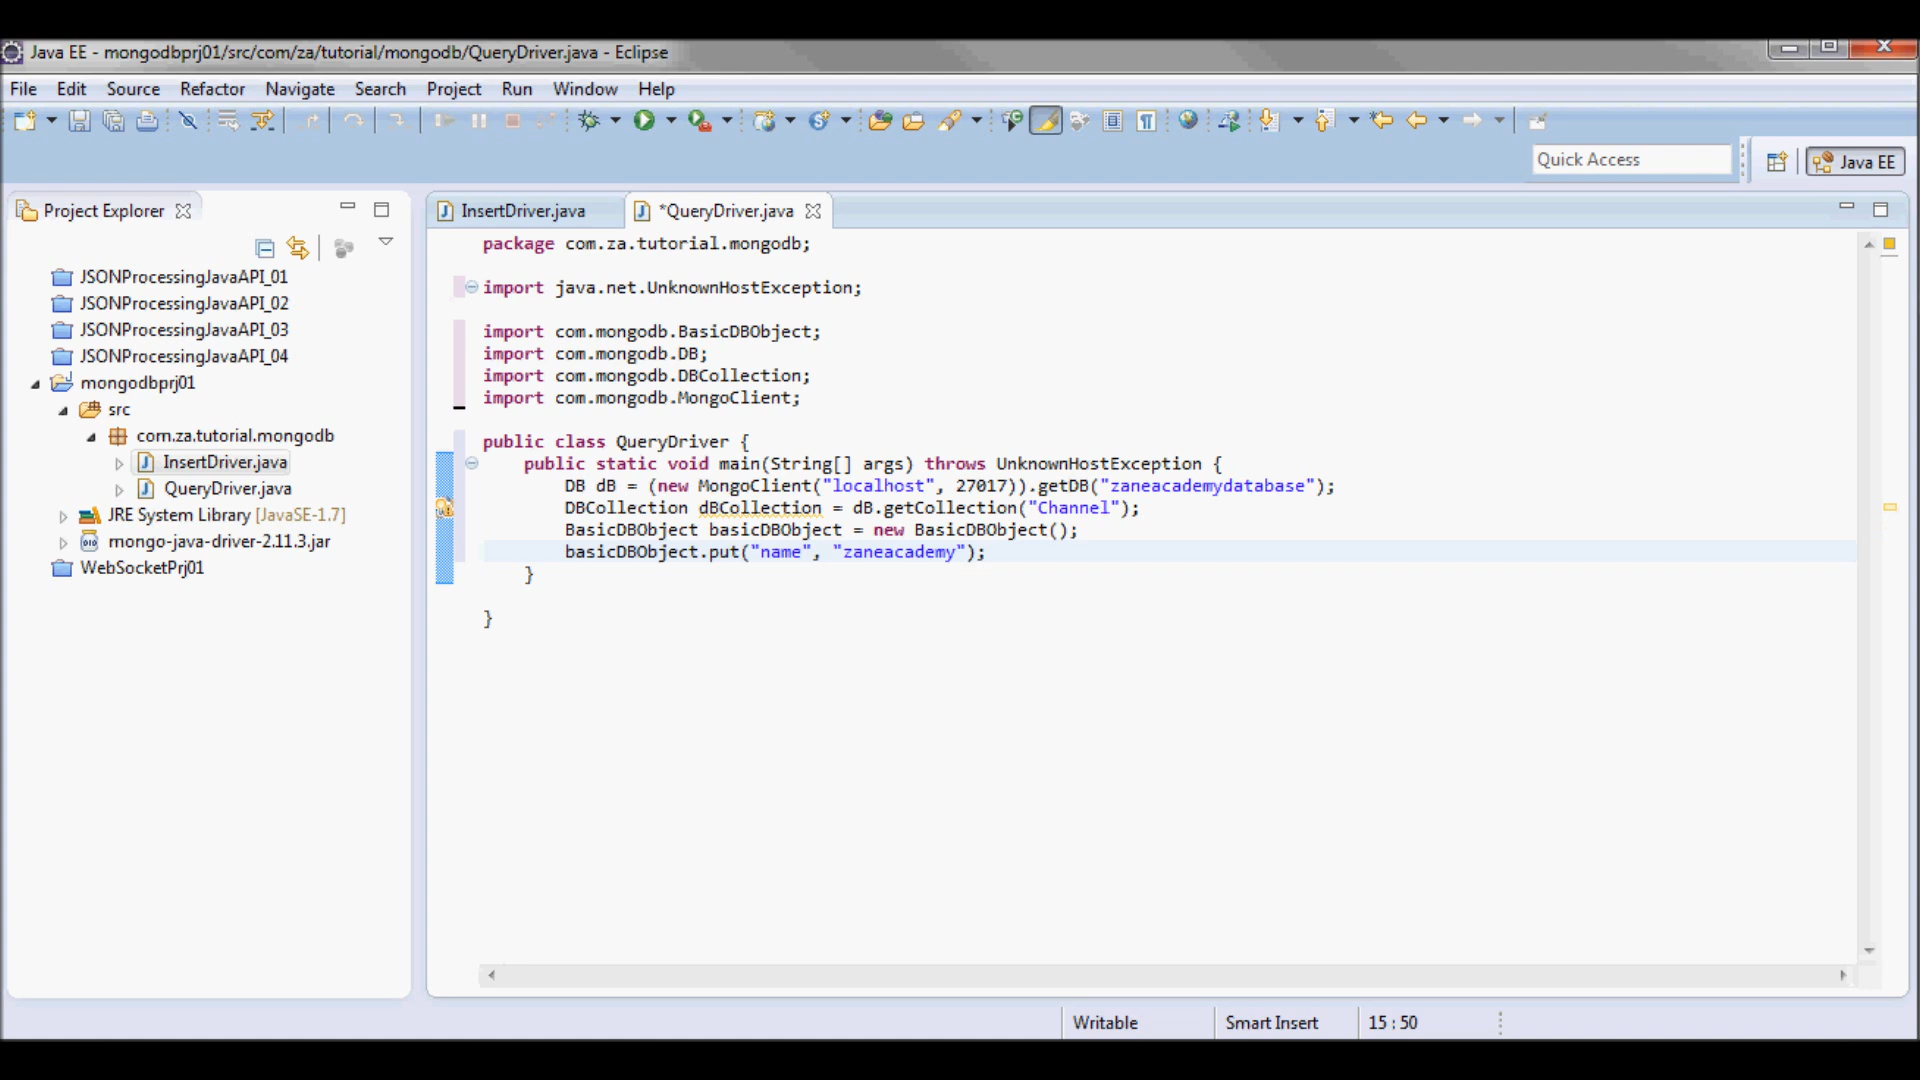 Java EE - mongodbprj01/src/com/za/tutorial/mongodb/QueryDriver.java - Eclipse
File Edit Source Refactor Navigate Search Project Run Window Help
Quick Access
Java EE
Project Explorer
InsertDriver.java
*QueryDriver.java
JSONProcessingJavaAPI_01
JSONProcessingJavaAPI_02
JSONProcessingJavaAPI_03
JSONProcessingJavaAPI_04
mongodbprj01
src
com.za.tutorial.mongodb
InsertDriver.java
QueryDriver.java
JRE System Library [JavaSE-1.7]
mongo-java-driver-2.11.3.jar
WebSocketPrj01
package com.za.tutorial.mongodb;
import java.net.UnknownHostException;
import com.mongodb.BasicDBObject;
import com.mongodb.DB;
import com.mongodb.DBCollection;
import com.mongodb.MongoClient;
public class QueryDriver {
public static void main(String[] args) throws UnknownHostException {
DB dB = (new MongoClient("localhost", 27017)).getDB("zaneacademydatabase");
DBCollection dBCollection = dB.getCollection("Channel");
BasicDBObject basicDBObject = new BasicDBObject();
basicDBObject.put("name", "zaneacademy");
}
}
Writable
Smart Insert
15 : 50